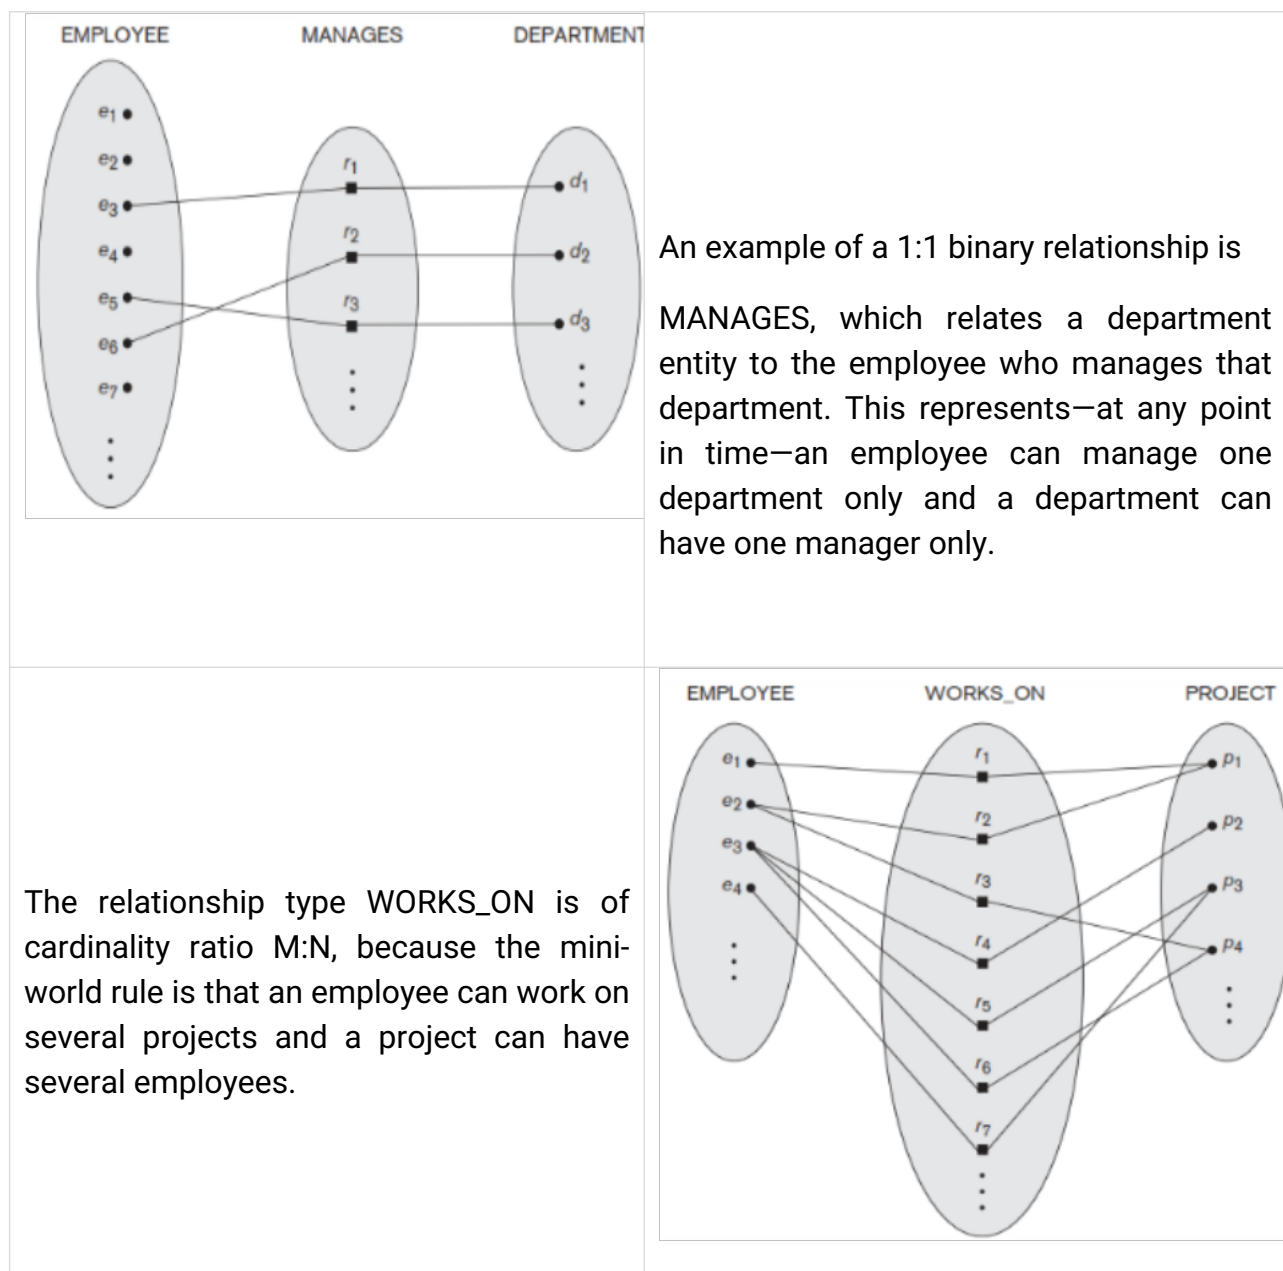 EMPLOYEE MANAGES DEPARTMENT
e1
e2
e3
e4
e5
e6
e7
r1
r2
r3
d1
d2
d3
An example of a 1:1 binary relationship is
MANAGES, which relates a department
entity to the employee who manages that
department. This represents—at any point
in time—an employee can manage one
department only and a department can
have one manager only.
The relationship type WORKS_ON is of
cardinality ratio M:N, because the mini-
world rule is that an employee can work on
several projects and a project can have
several employees.
EMPLOYEE WORKS_ON PROJECT
e1
e2
e3
e4
r1
r2
r3
r4
r5
r6
r7
p1
p2
p3
p4